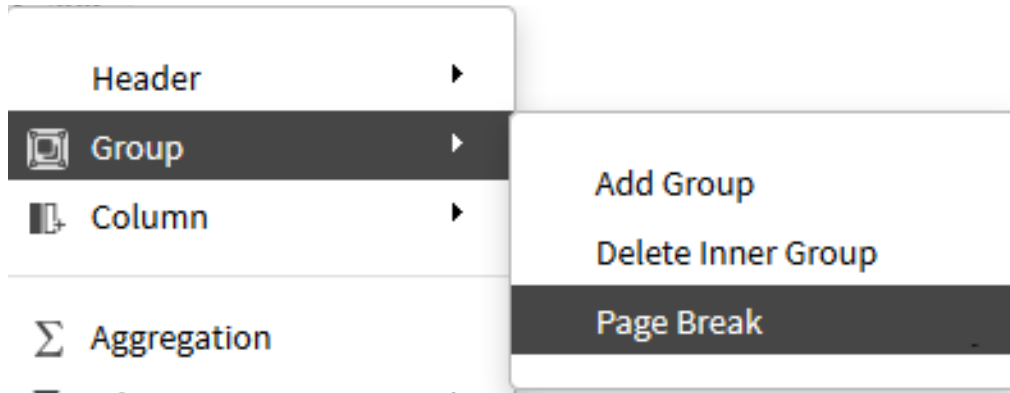 Header
Group
Column
Aggregation
Add Group
Delete Inner Group
Page Break